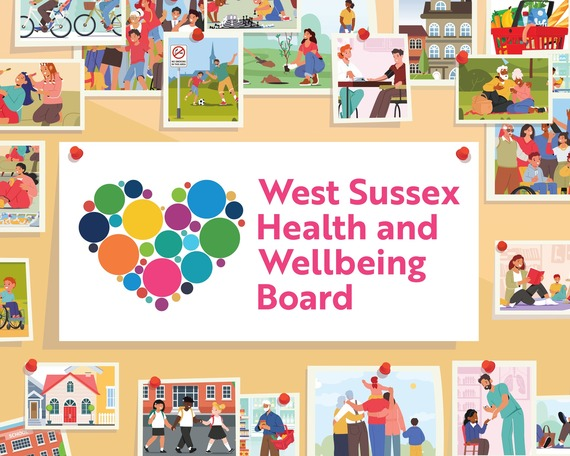 West Sussex
Health and
Wellbeing
Board